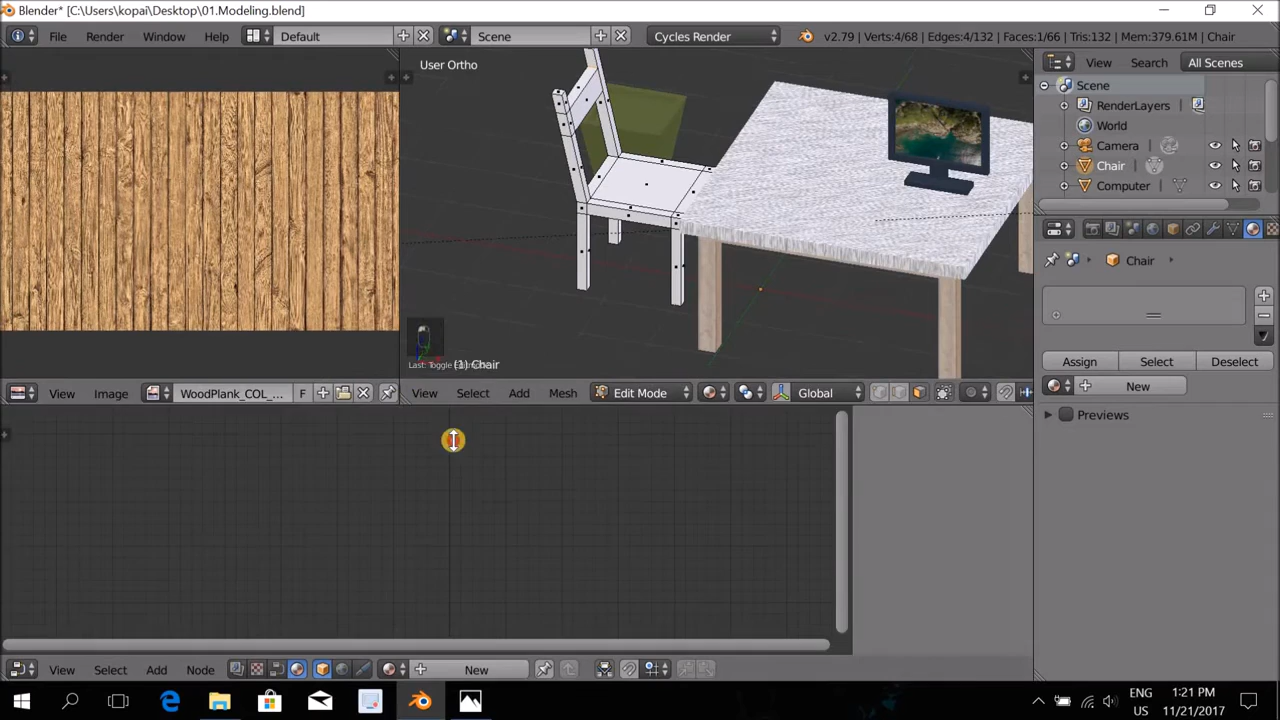 Blender* [C:\Users\kopai\Desktop\01.Modeling.blend]
File Render Window Help Default Scene Cycles Render v2.79 | Verts:4/68 | Edges:4/132 | Faces:1/66 | Tris:132 | Mem:379.61M | Chair
User Ortho
View Search All Scenes
Scene
RenderLayers
World
Camera
Chair
Computer
Chair
Assign Select Deselect
New
Previews
(1) Chair
View Image WoodPlank_COL_... F
View Select Add Mesh Edit Mode Global
View Select Add Node New
ENG
US
1:21 PM
11/21/2017